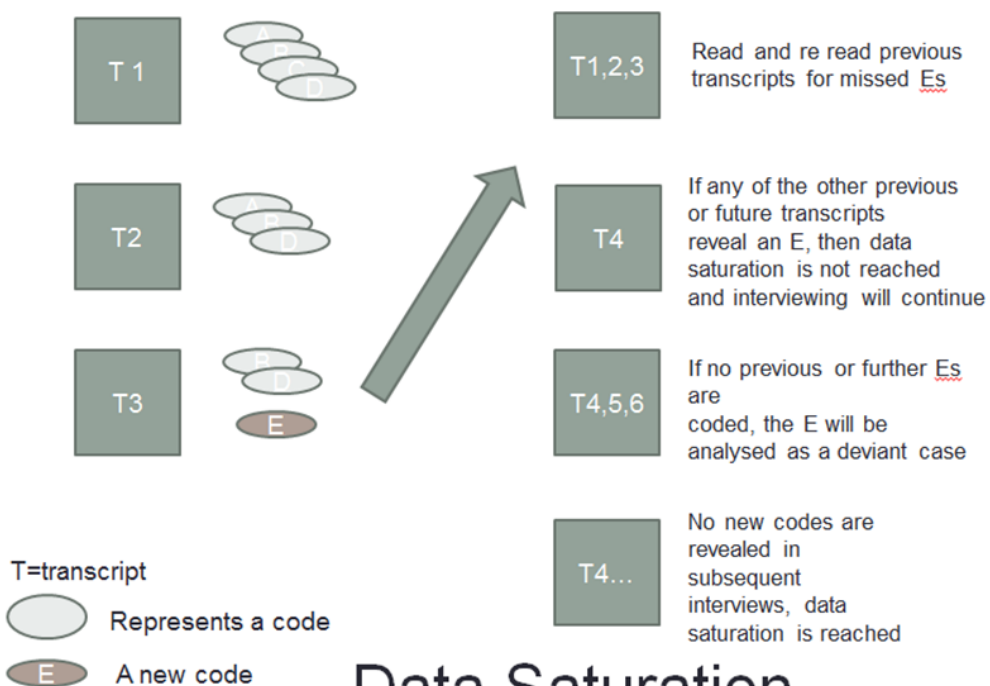 T 1
A
B
C
D
T2
A
B
D
T3
B
D
E
T=transcript
Represents a code
E
A new code
T1,2,3
Read and re read previous
transcripts for missed Es
T4
If any of the other previous
or future transcripts
reveal an E, then data
saturation is not reached
and interviewing will continue
T4,5,6
If no previous or further Es
are
coded, the E will be
analysed as a deviant case
T4...
No new codes are
revealed in
subsequent
interviews, data
saturation is reached
Data Saturation